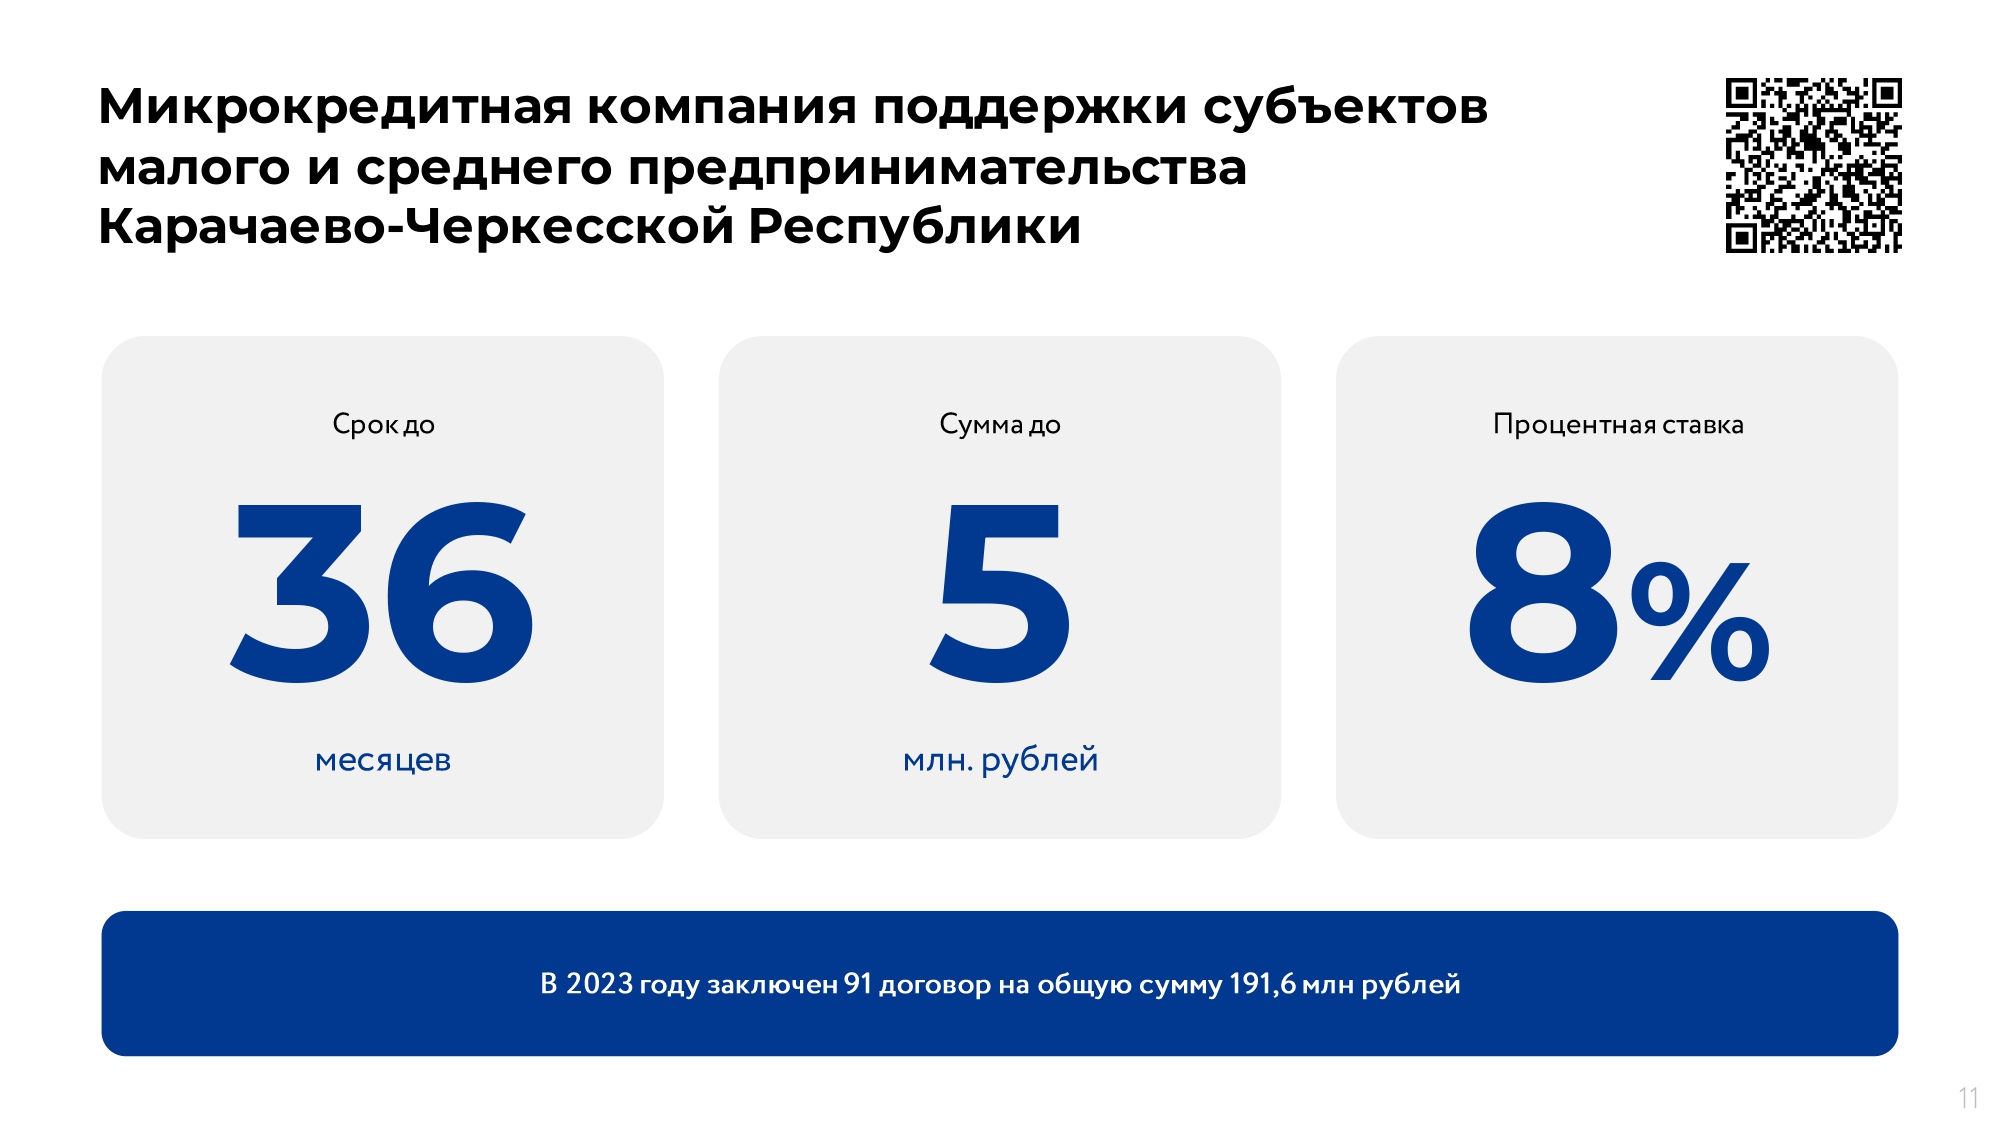 Микрокредитная компания поддержки субъектов
малого и среднего предпринимательства
Карачаево-Черкесской Республики
Срок до
36
месяцев
Сумма до
5
млн. рублей
Процентная ставка
8%
В 2023 году заключен 91 договор на общую сумму 191,6 млн рублей
11